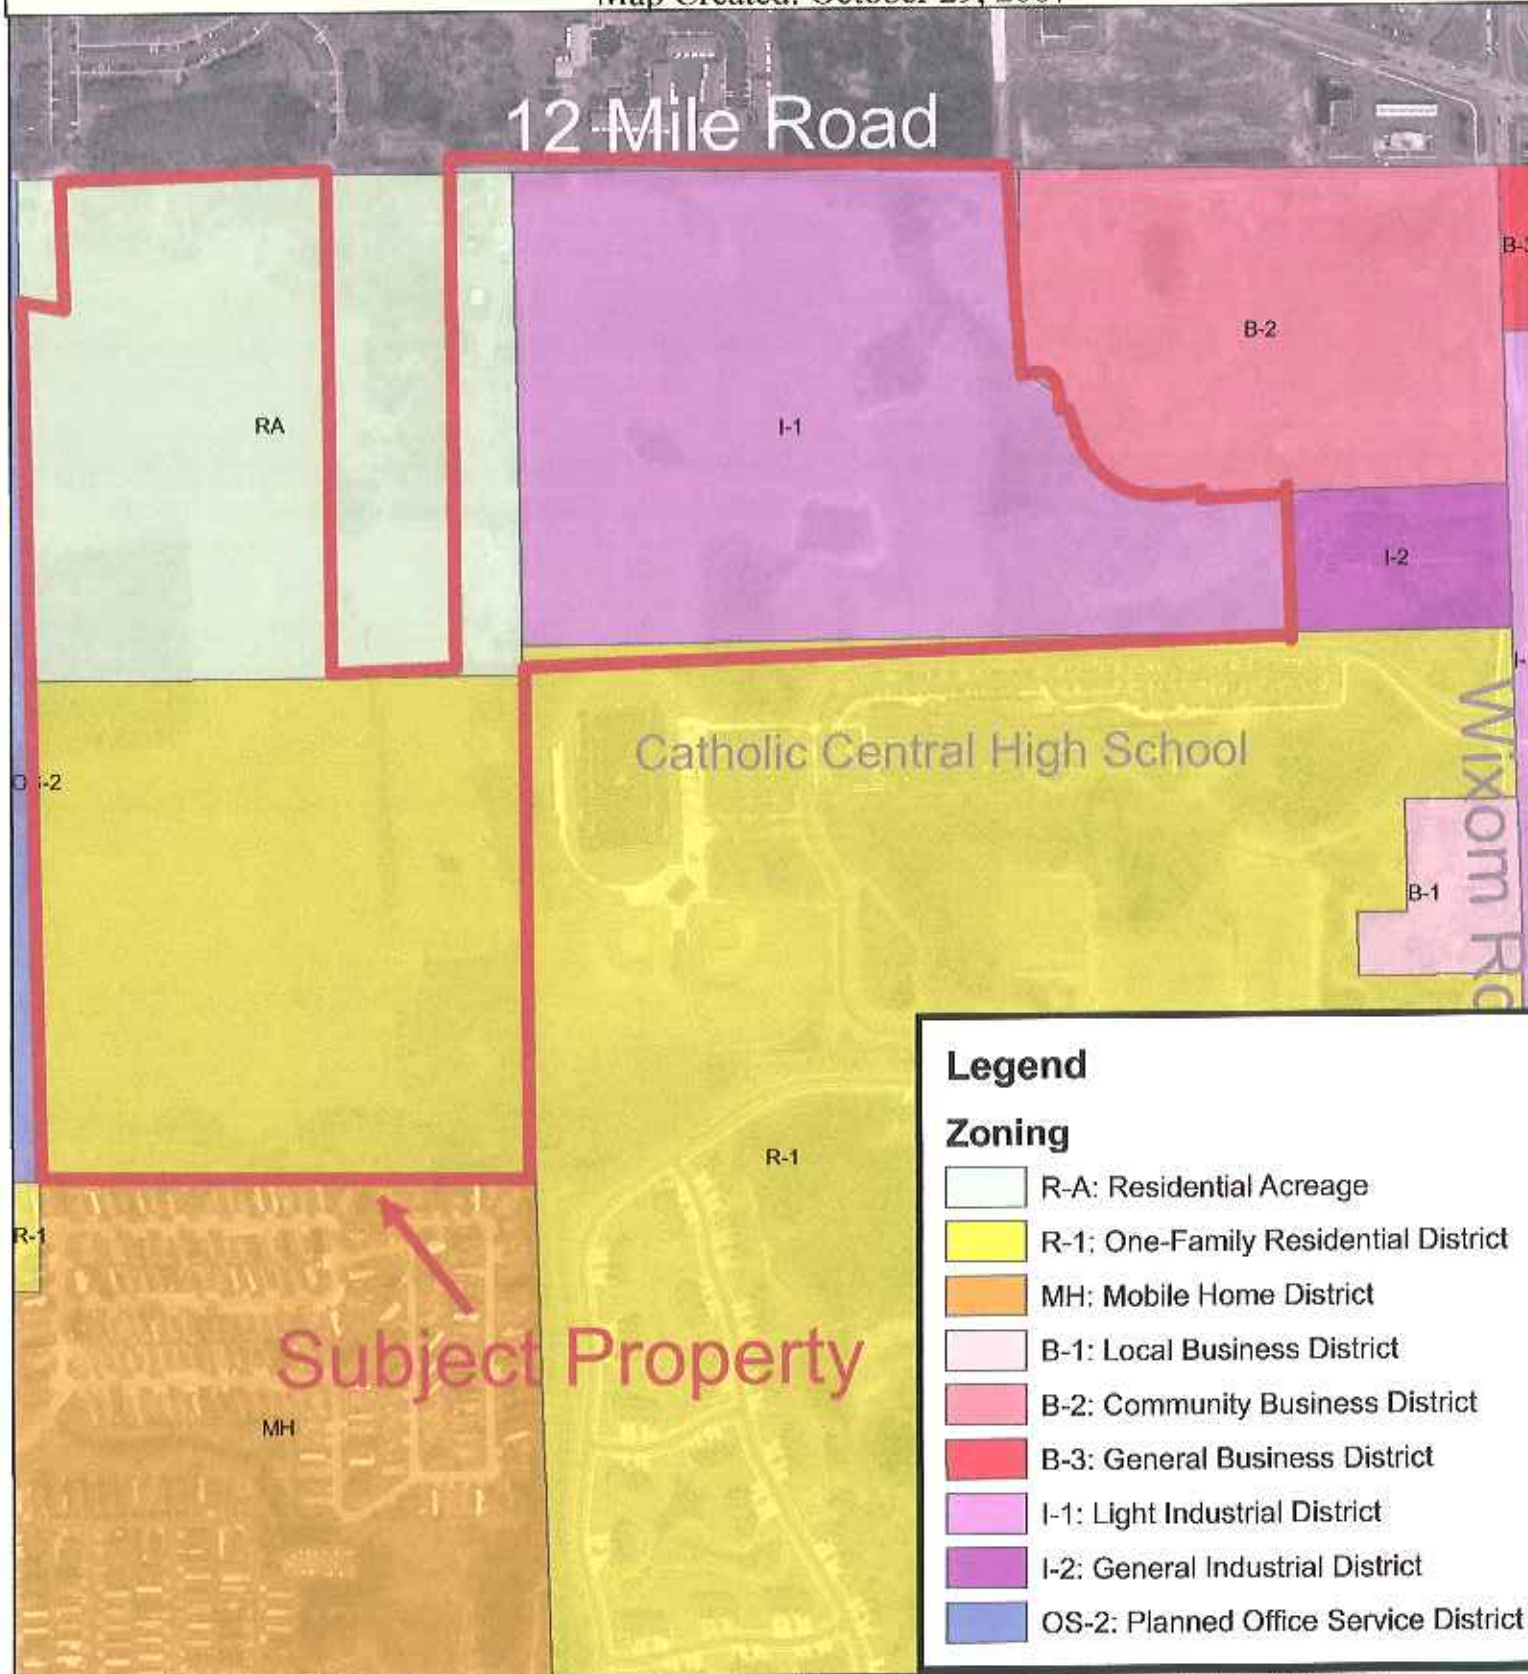 12 Mile Road
B-2
RA
I-1
I-2
Catholic Central High School
Wixom
B-1
R-1
R-1
Subject Property
MH
Legend
Zoning
R-A: Residential Acreage
R-1: One-Family Residential District
MH: Mobile Home District
B-1: Local Business District
B-2: Community Business District
B-3: General Business District
I-1: Light Industrial District
I-2: General Industrial District
OS-2: Planned Office Service District